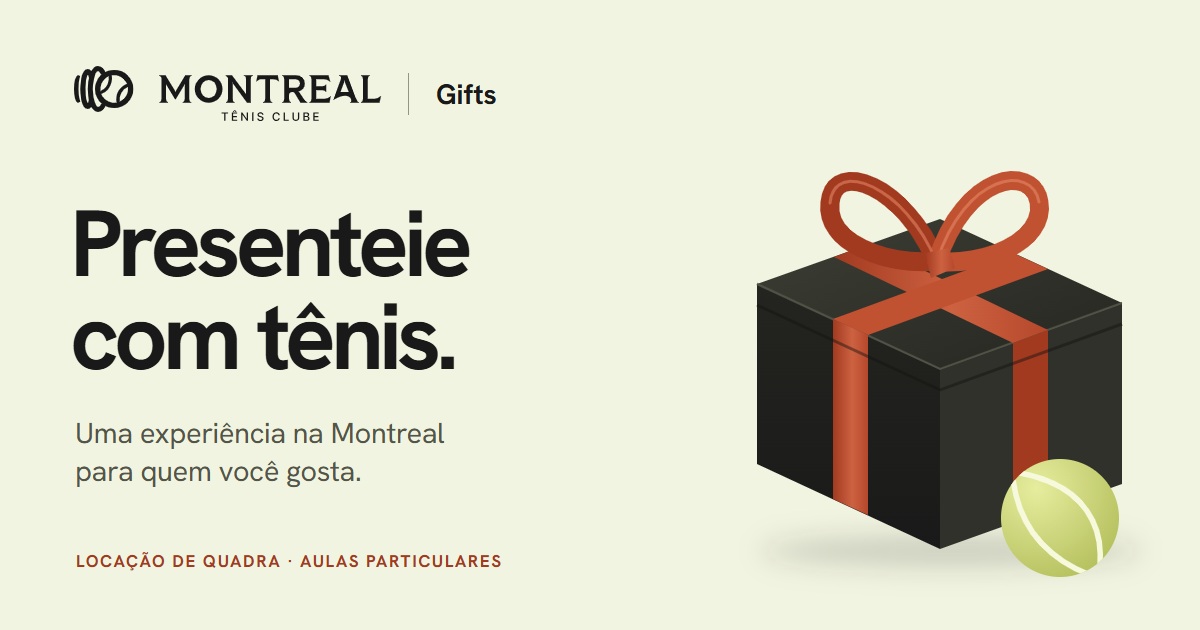 MONTREAL
TÊNIS CLUBE
Gifts
Presenteie
com tênis.
Uma experiência na Montreal
para quem você gosta.
LOCAÇÃO DE QUADRA · AULAS PARTICULARES